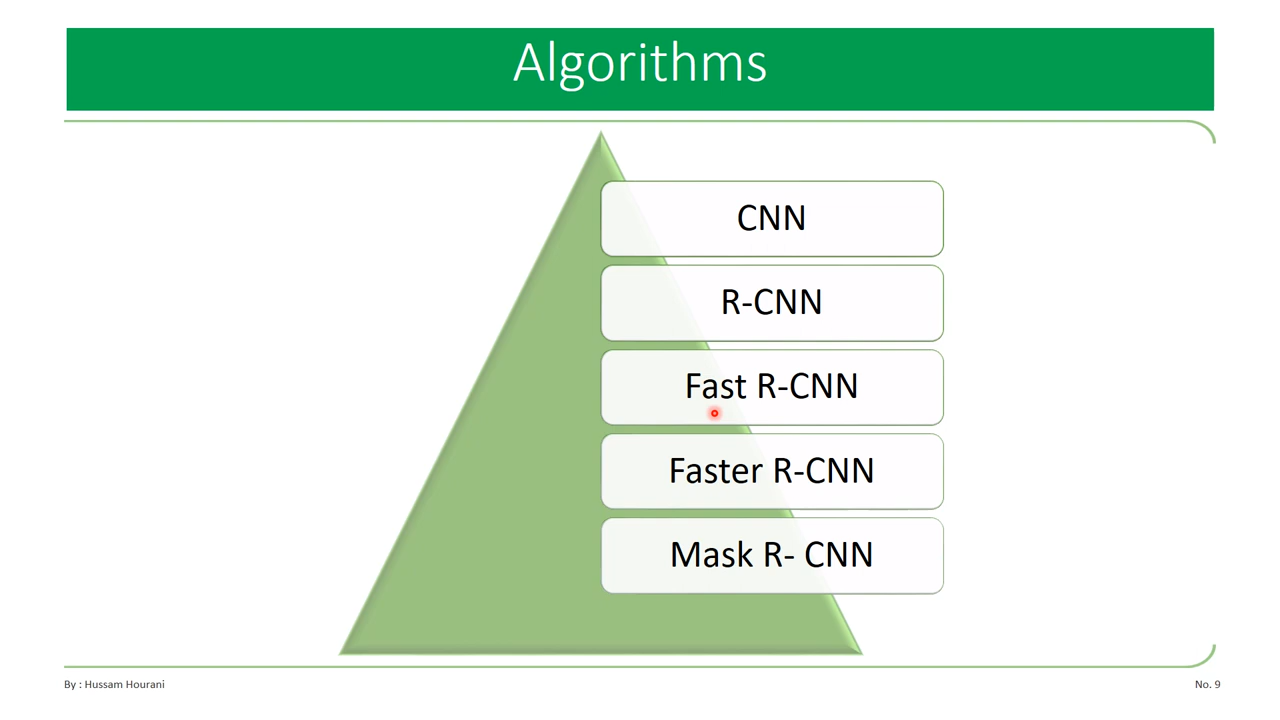 Algorithms
CNN
R-CNN
Fast R-CNN
Faster R-CNN
Mask R- CNN
By : Hussam Hourani
No. 9